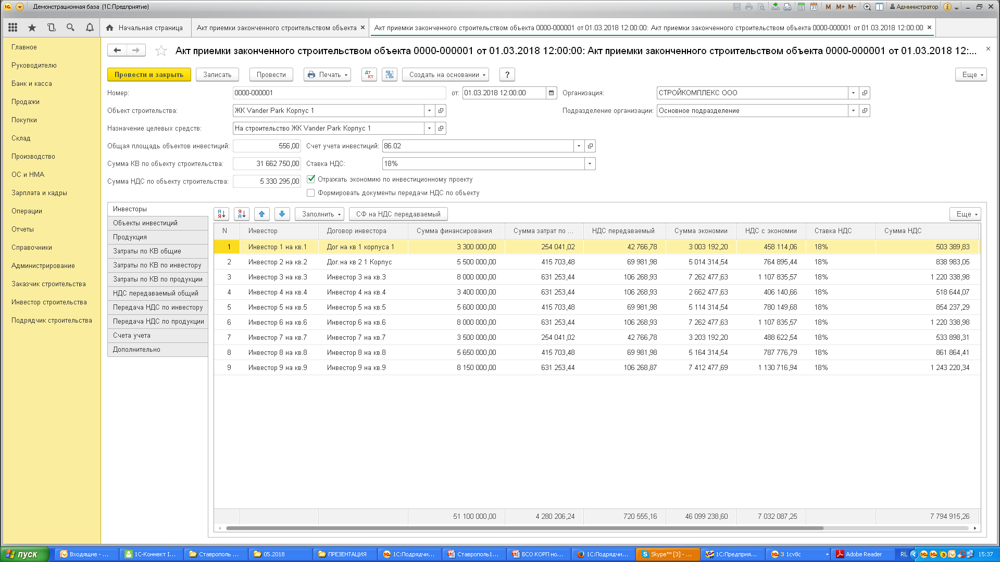 Демонстрационная база (1С:Предприятие)
M M+ M- Администратор
Начальная страница
Акт приемки законченного строительством объекта
Акт приемки законченного строительством объекта 0000-000001 от 01.03.2018 12:00:00: Акт приемки законченного строительством объекта 0000-000001 от 01.03.2018 12:00:00
Главное
Руководителю
Банк и касса
Продажи
Покупки
Склад
Производство
ОС и НМА
Зарплата и кадры
Операции
Отчеты
Справочники
Администрирование
Заказчик строительства
Инвестор строительства
Подрядчик строительства
Акт приемки законченного строительством объекта 0000-000001 от 01.03.2018 12:00:00: Акт приемки законченного строительством объекта 0000-000001 от 01.03.2018 12:...
Провести и закрыть Записать Провести Печать Дт Кт Создать на основании ? Еще
Номер: 0000-000001 от: 01.03.2018 12:00:00 Организация: СТРОЙКОМПЛЕКС ООО
Объект строительства: ЖК Vander Park Корпус 1 Подразделение организации: Основное подразделение
Назначение целевых средств: На строительство ЖК Vander Park Корпус 1
Общая площадь объектов инвестиций: 556,00 Счет учета инвестиций: 86.02
Сумма КВ по объекту строительства: 31 662 750,00 Ставка НДС: 18%
Сумма НДС по объекту строительства: 5 330 295,00 Отражать экономию по инвестиционному проекту
Формировать документы передачи НДС по объекту
Инвесторы
Объекты инвестиций
Продукция
Затраты по КВ общие
Затраты по КВ по инвестору
Затраты по КВ по продукции
НДС передаваемый общий
Передача НДС по инвестору
Передача НДС по продукции
Счета учета
Дополнительно
Заполнить СФ на НДС передаваемый Еще
N Инвестор Договор инвестора Сумма финансирования Сумма затрат по ... НДС передаваемый Сумма экономии НДС с экономии Ставка НДС Сумма НДС
1 Инвестор 1 на кв.1 Дог на кв 1 корпуса 1 3 300 000,00 254 041,02 42 766,78 3 003 192,20 458 114,06 18% 503 389,83
2 Инвестор 2 на кв.2 Дог.на кв 2 1 Корпус 5 500 000,00 415 703,48 69 981,98 5 014 314,54 764 895,44 18% 838 983,05
3 Инвестор 3 на кв.3 Инвестор 3 на кв.3 8 000 000,00 631 253,44 106 268,93 7 262 477,63 1 107 835,57 18% 1 220 338,98
4 Инвестор 4 на кв.4 Инвестор 4 на кв.4 3 400 000,00 631 253,44 106 268,93 2 662 477,63 406 140,66 18% 518 644,07
5 Инвестор 5 на кв.5 Инвестор 5 на кв.5 5 600 000,00 415 703,48 69 981,98 5 114 314,54 780 149,68 18% 854 237,29
6 Инвестор 6 на кв.6 Инвестор 6 на кв.6 8 000 000,00 631 253,44 106 268,93 7 262 477,63 1 107 835,57 18% 1 220 338,98
7 Инвестор 7 на кв.7 Инвестор 7 на кв.7 3 500 000,00 254 041,02 42 766,78 3 203 192,20 488 622,54 18% 533 898,31
8 Инвестор 8 на кв.8 Инвестор 8 на кв.8 5 650 000,00 415 703,48 69 981,98 5 164 314,54 787 776,79 18% 861 864,41
9 Инвестор 9 на кв.9 Инвестор 9 на кв.9 8 150 000,00 631 253,44 106 268,87 7 412 477,69 1 130 716,94 18% 1 243 220,34
51 100 000,00 4 280 206,24 720 555,16 46 099 238,60 7 032 087,25 7 794 915,26
пуск Входящие - ... 1С-Коннект I... Ставрополь ... 05.2018 ПРЕЗЕНТАЦИЯ 1С:Подрядчи... Ставрополь1... БСО КОРП но... 1С:Подрядчи... Skype™ [3] - ... 1С:Предприя... 3 1cv8c Adobe Reader RL 15:37